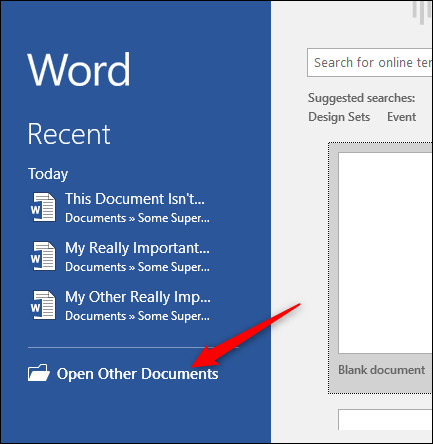 Word
Recent
Today
This Document Isn't...
Documents » Some Super...
My Really Important...
Documents » Some Super...
My Other Really Imp...
Documents » Some Super...
Open Other Documents
Search for online te
Suggested searches:
Design Sets Event
Blank document